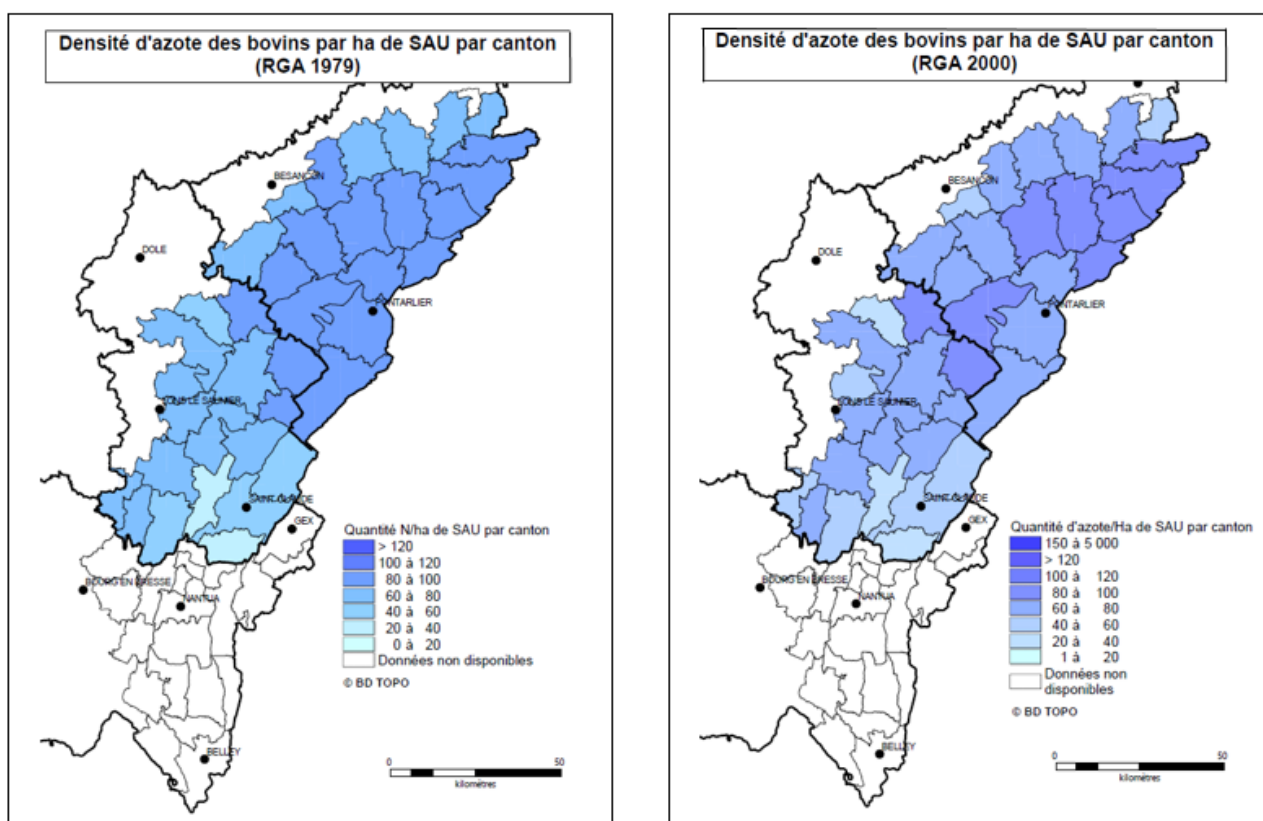 Densité d'azote des bovins par ha de SAU par canton
(RGA 1979)
BESANCON
DOLE
PONTARLIER
LONS LE SAUNIER
SAINT-CLAUDE
GEX
Quantité N/ha de SAU par canton
> 120
100 à 120
80 à 100
60 à 80
40 à 60
20 à 40
0 à 20
Données non disponibles
© BD TOPO
BOURG EN BRESSE
NANTUA
BELLEY
0 50
kilomètres
Densité d'azote des bovins par ha de SAU par canton
(RGA 2000)
BESANCON
DOLE
PONTARLIER
LONS LE SAUNIER
SAINT-CLAUDE
GEX
Quantité d'azote/Ha de SAU par canton
150 à 5 000
> 120
100 à 120
80 à 100
60 à 80
40 à 60
20 à 40
1 à 20
Données non
disponibles
© BD TOPO
BOURG EN BRESSE
NANTUA
BELLEY
0 50
kilomètres